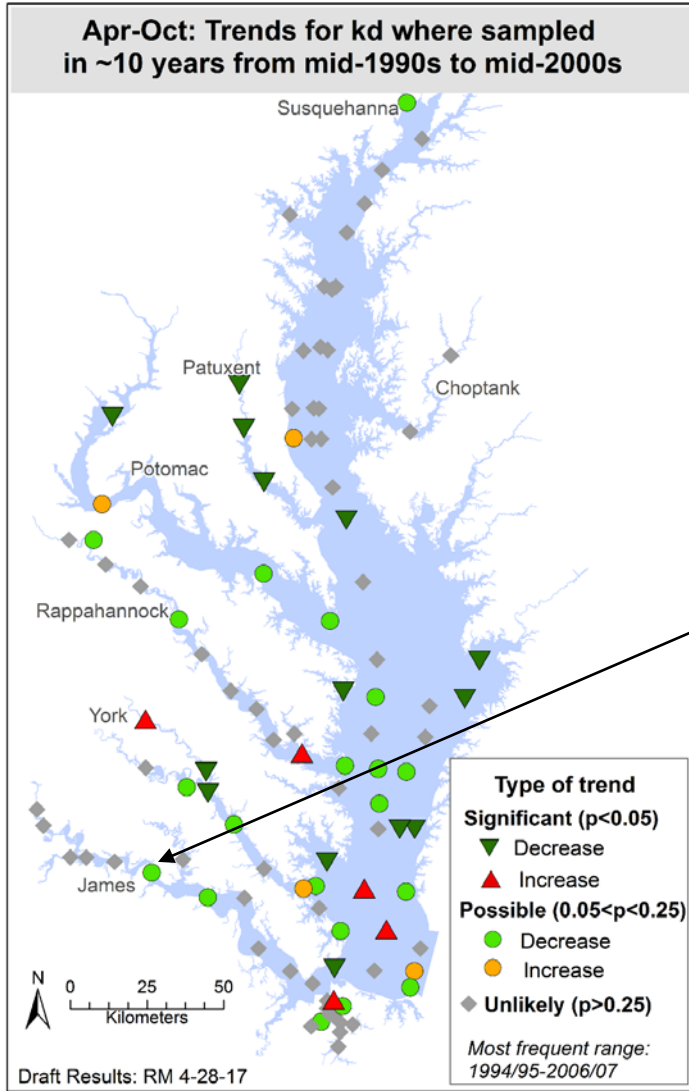 Apr-Oct: Trends for kd where sampled
in ~10 years from mid-1990s to mid-2000s
Susquehanna
Patuxent
Choptank
Potomac
Rappahannock
York
James
Type of trend
Significant (p<0.05)
Decrease
Increase
Possible (0.05<p<0.25)
Decrease
Increase
Unlikely (p>0.25)
Most frequent range:
1994/95-2006/07
N
0 25 50
Kilometers
Draft Results: RM 4-28-17